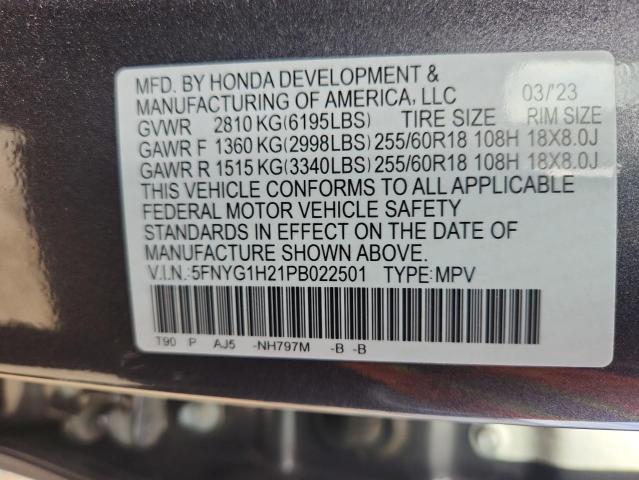 MFD. BY HONDA DEVELOPMENT &
MANUFACTURING OF AMERICA, LLC 03/'23
GVWR 2810 KG(6195LBS) TIRE SIZE RIM SIZE
GAWR F 1360 KG(2998LBS) 255/60R18 108H 18X8.0J
GAWR R 1515 KG(3340LBS) 255/60R18 108H 18X8.0J
THIS VEHICLE CONFORMS TO ALL APPLICABLE
FEDERAL MOTOR VEHICLE SAFETY
STANDARDS IN EFFECT ON THE DATE OF
MANUFACTURE SHOWN ABOVE.
V.I.N.:5FNYG1H21PB022501 TYPE:MPV
T90 P AJ5 -NH797M -B -B